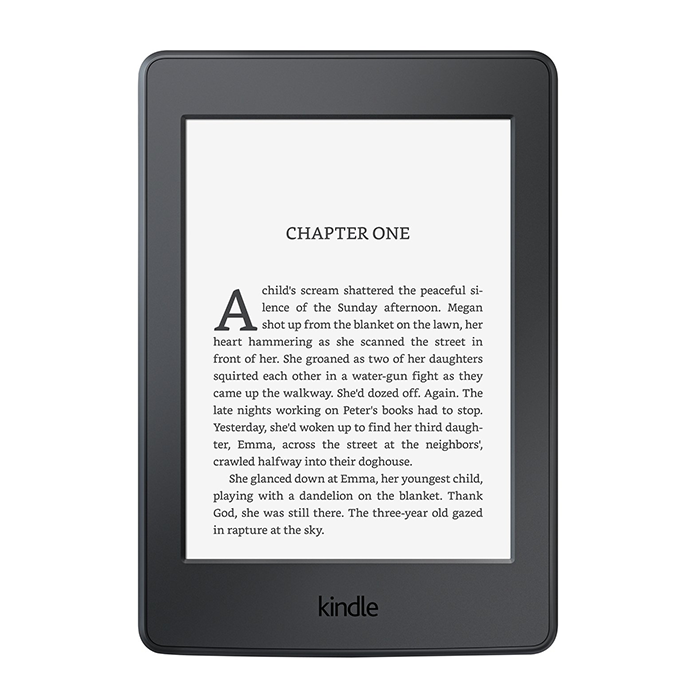 CHAPTER ONE
A child's scream shattered the peaceful si-
lence of the Sunday afternoon. Megan
shot up from the blanket on the lawn, her
heart hammering as she scanned the street in
front of her. She groaned as two of her daughters
squirted each other in a water-gun fight as they
came up the walkway. She'd dozed off. Again. The
late nights working on Peter's books had to stop.
Yesterday, she'd woken up to find her third daugh-
ter, Emma, across the street at the neighbors',
crawled halfway into their doghouse.
She glanced down at Emma, her youngest child,
playing with a dandelion on the blanket. Thank
God, she was still there. The three-year old gazed
in rapture at the sky.
kindle